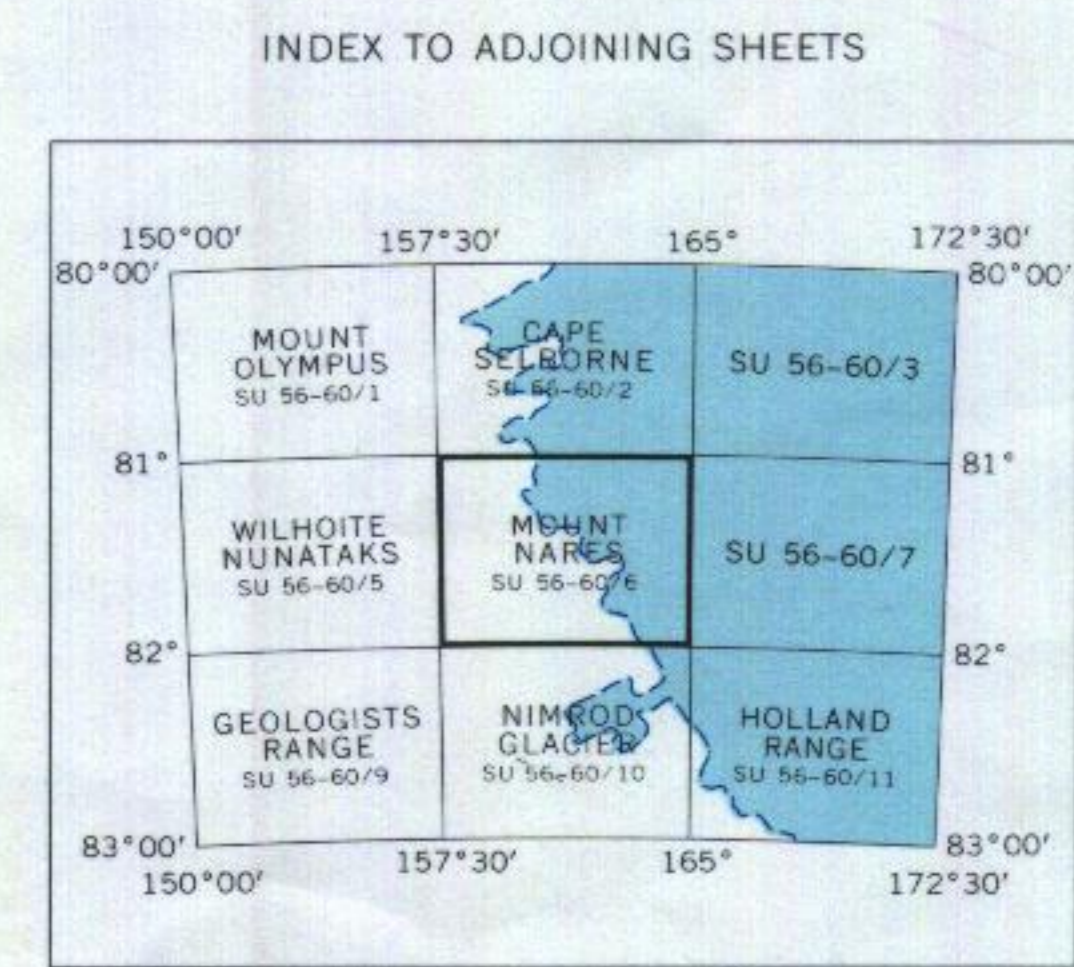 INDEX TO ADJOINING SHEETS
150°00′ 157°30′ 165° 172°30′
80°00′ 80°00′
MOUNT
OLYMPUS
SU 56-60/1
CAPE
SELBORNE
SU 56-60/2
SU 56-60/3
81° 81°
WILHOITE
NUNATAKS
SU 56-60/5
MOUNT
NARES
SU 56-60/6
SU 56-60/7
82° 82°
GEOLOGISTS
RANGE
SU 56-60/9
NIMROD
GLACIER
SU 56-60/10
HOLLAND
RANGE
SU 56-60/11
83°00′ 83°00′
150°00′ 157°30′ 165° 172°30′